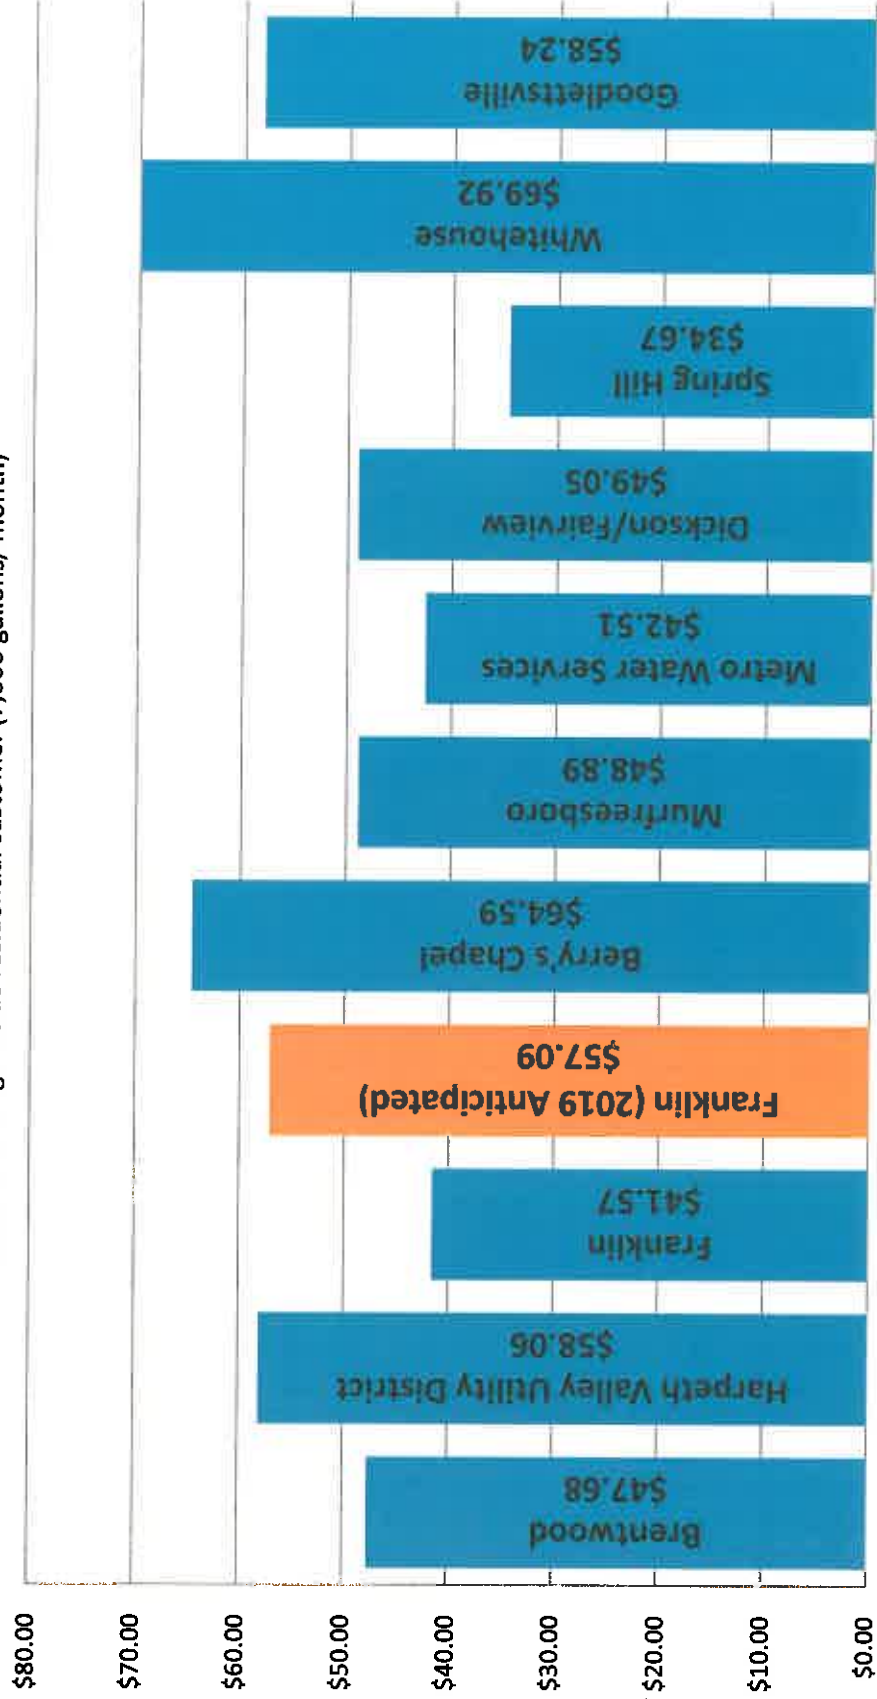 customer gallons/ month)
$80.00
$70.00
$60.00
$50.00
$40.00
$30.00
$20.00
$10.00
$0.00
Brentwood
$47.68
Harpeth Valley Utility District
$58.06
Franklin
$41.57
Franklin (2019 Anticipated)
$57.09
Berry's Chapel
$64.59
Murfreesboro
$48.89
Metro Water Services
$42.51
Dickson/Fairview
$49.05
Spring Hill
$34.67
Whitehouse
$69.92
Goodlettsville
$58.24